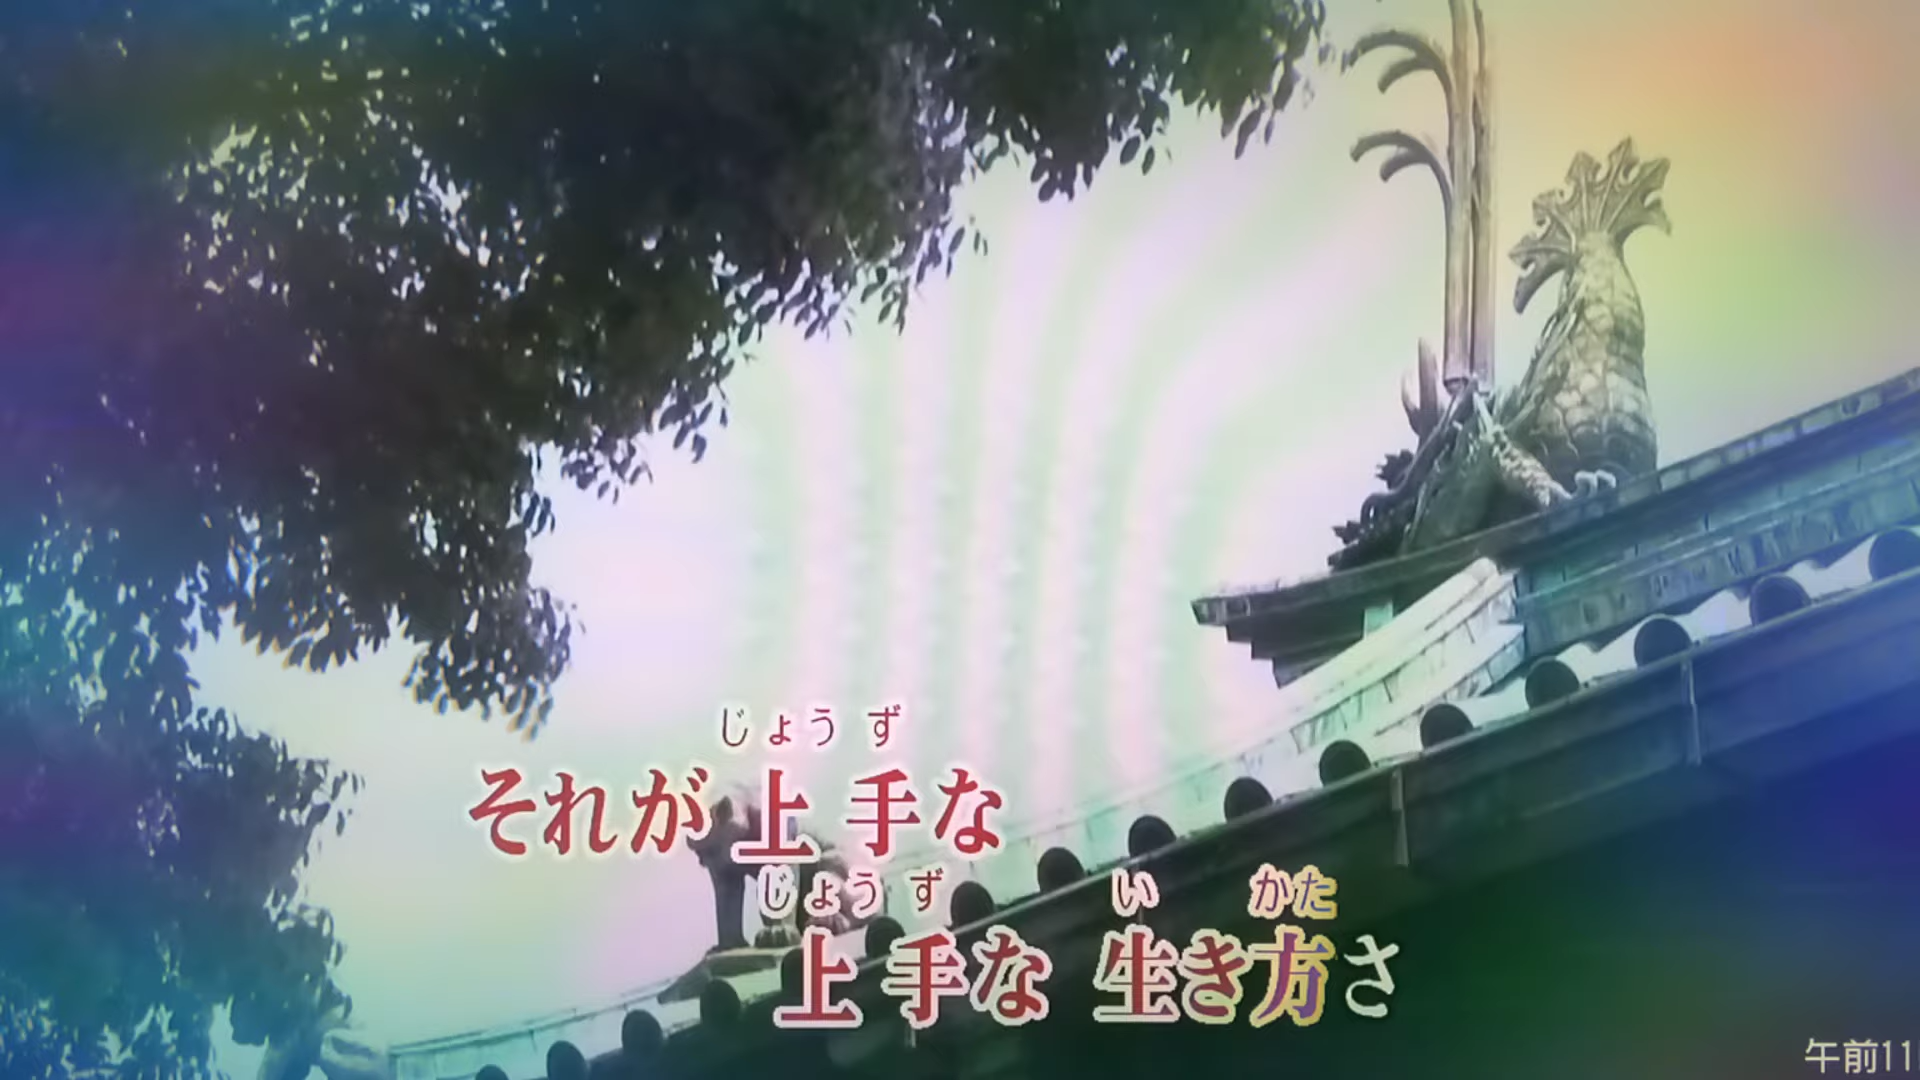 じょうず
それが上手な
じょうず い かた
上手な 生き方さ
午前11